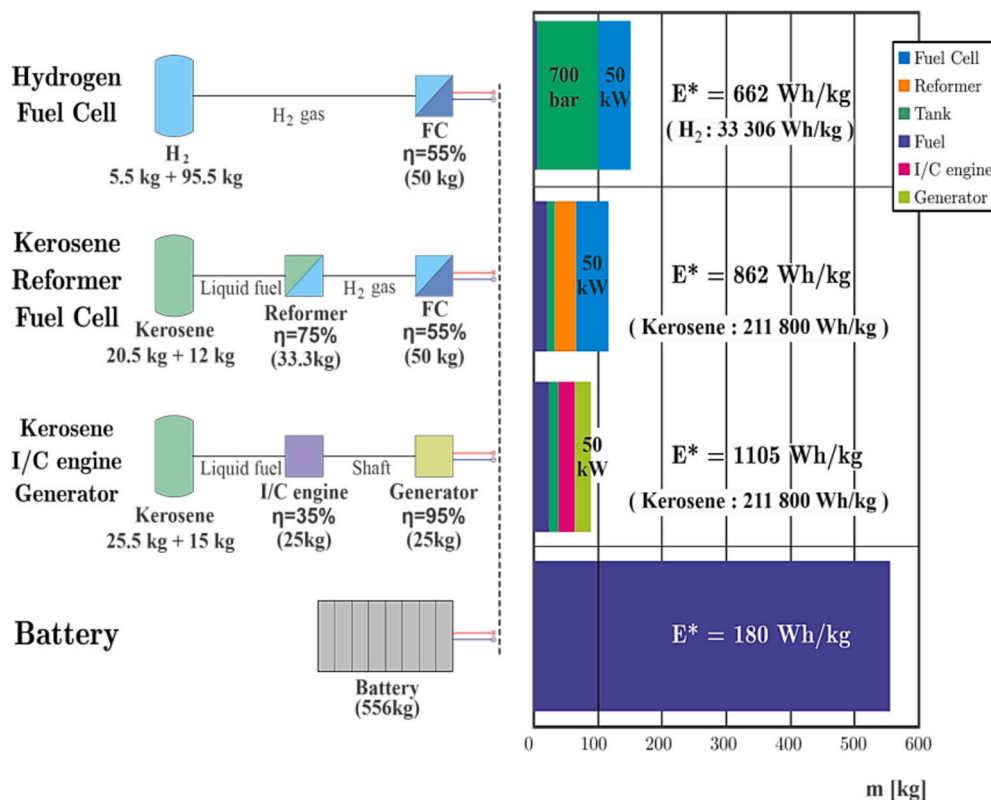 Hydrogen
Fuel Cell
H₂
5.5 kg + 95.5 kg
H₂ gas
FC
η=55%
(50 kg)
700
bar
50
kW
E* = 662 Wh/kg
( H₂ : 33 306 Wh/kg )
Fuel Cell
Reformer
Tank
Fuel
I/C engine
Generator
Kerosene
Reformer
Fuel Cell
Kerosene
20.5 kg + 12 kg
Liquid fuel
Reformer
η=75%
(33.3kg)
H₂ gas
FC
η=55%
(50 kg)
50
kW
E* = 862 Wh/kg
( Kerosene : 211 800 Wh/kg )
Kerosene
I/C engine
Generator
Kerosene
25.5 kg + 15 kg
Liquid fuel
I/C engine
η=35%
(25kg)
Shaft
Generator
η=95%
(25kg)
50
kW
E* = 1105 Wh/kg
( Kerosene : 211 800 Wh/kg )
Battery
Battery
(556kg)
E* = 180 Wh/kg
0 100 200 300 400 500 600
m [kg]